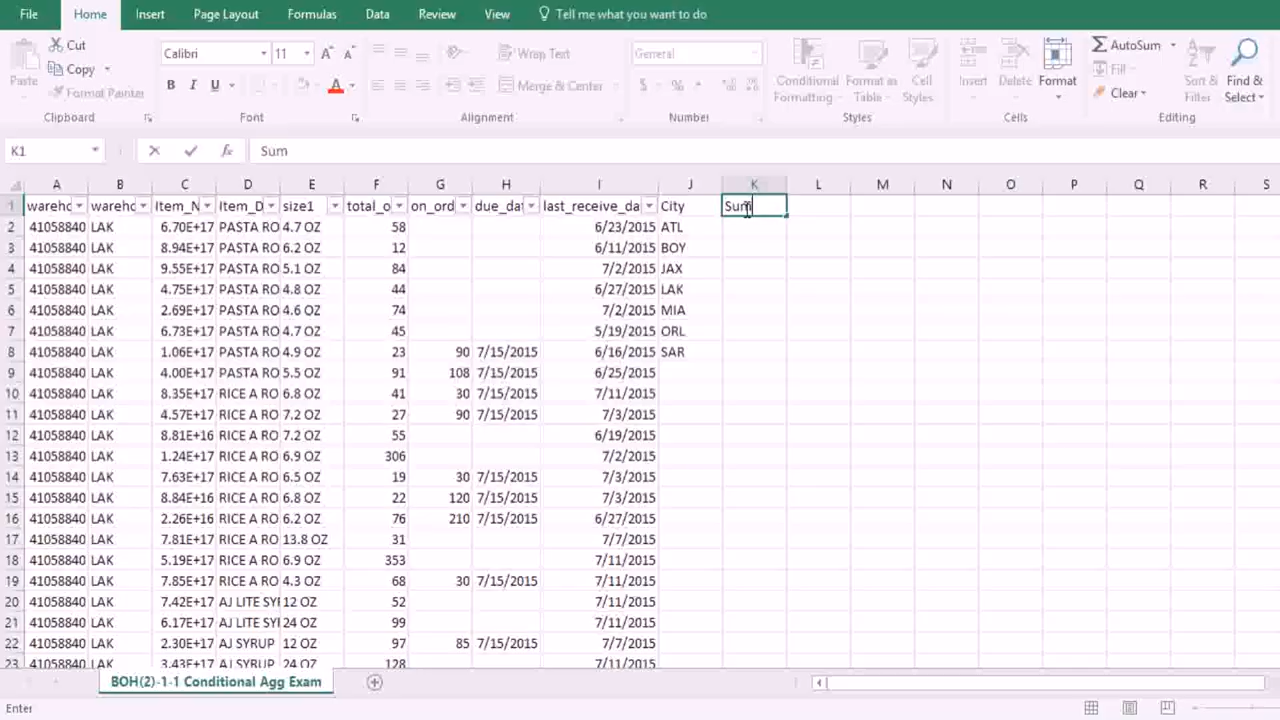 File Home Insert Page Layout Formulas Data Review View Tell me what you want to do
Paste Cut Copy Format Painter Clipboard
Calibri 11 A A B I U A Font
Wrap Text Merge & Center Alignment
General $ % Number
Conditional Formatting Format as Table Cell Styles Styles
Insert Delete Format Cells
AutoSum Fill Clear Sort & Filter Find & Select Editing
K1 fx Sum
A B C D E F G H I J K L M N O P Q R S
1 wareho wareho Item_N Item_D size1 total_o on_ord due_dat last_receive_da City Sum
2 41058840 LAK 6.70E+17 PASTA RO 4.7 OZ 58 6/23/2015 ATL
3 41058840 LAK 8.94E+17 PASTA RO 6.2 OZ 12 6/11/2015 BOY
4 41058840 LAK 9.55E+17 PASTA RO 5.1 OZ 84 7/2/2015 JAX
5 41058840 LAK 4.75E+17 PASTA RO 4.8 OZ 44 6/27/2015 LAK
6 41058840 LAK 2.69E+17 PASTA RO 4.6 OZ 74 7/2/2015 MIA
7 41058840 LAK 6.73E+17 PASTA RO 4.7 OZ 45 5/19/2015 ORL
8 41058840 LAK 1.06E+17 PASTA RO 4.9 OZ 23 90 7/15/2015 6/16/2015 SAR
9 41058840 LAK 4.00E+17 PASTA RO 5.5 OZ 91 108 7/15/2015 6/25/2015
10 41058840 LAK 8.35E+17 RICE A RO 6.8 OZ 41 30 7/15/2015 7/11/2015
11 41058840 LAK 4.57E+17 RICE A RO 7.2 OZ 27 90 7/15/2015 7/3/2015
12 41058840 LAK 8.81E+16 RICE A RO 7.2 OZ 55 6/19/2015
13 41058840 LAK 1.24E+17 RICE A RO 6.9 OZ 306 7/2/2015
14 41058840 LAK 7.63E+17 RICE A RO 6.5 OZ 19 30 7/15/2015 7/3/2015
15 41058840 LAK 8.84E+16 RICE A RO 6.8 OZ 22 120 7/15/2015 7/3/2015
16 41058840 LAK 2.26E+16 RICE A RO 6.2 OZ 76 210 7/15/2015 6/27/2015
17 41058840 LAK 7.81E+17 RICE A RO 13.8 OZ 31 7/7/2015
18 41058840 LAK 5.19E+17 RICE A RO 6.9 OZ 353 7/11/2015
19 41058840 LAK 7.85E+17 RICE A RO 4.3 OZ 68 30 7/15/2015 7/11/2015
20 41058840 LAK 7.42E+17 AJ LITE SYI 12 OZ 52 7/11/2015
21 41058840 LAK 6.17E+17 AJ LITE SYI 24 OZ 99 7/11/2015
22 41058840 LAK 2.30E+17 AJ SYRUP 12 OZ 97 85 7/15/2015 7/7/2015
23 41058840 LAK 3.43E+17 AJ SYRUP 24 OZ 128 7/11/2015
BOH(2)-1-1 Conditional Agg Exam
Enter